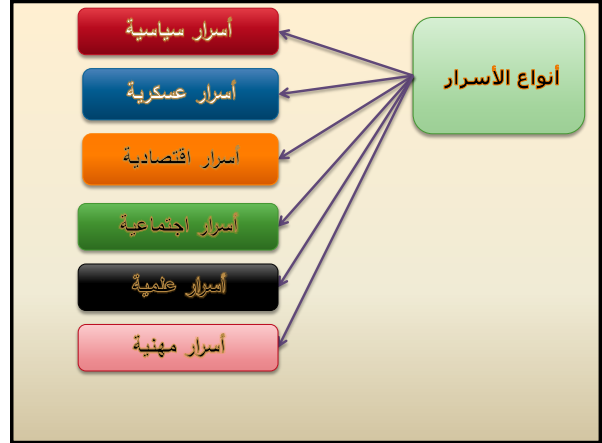 أنواع الأسرار
أسرار سياسية
أسرار عسكرية
أسرار اقتصادية
أسرار اجتماعية
أسرار علمية
أسرار مهنية